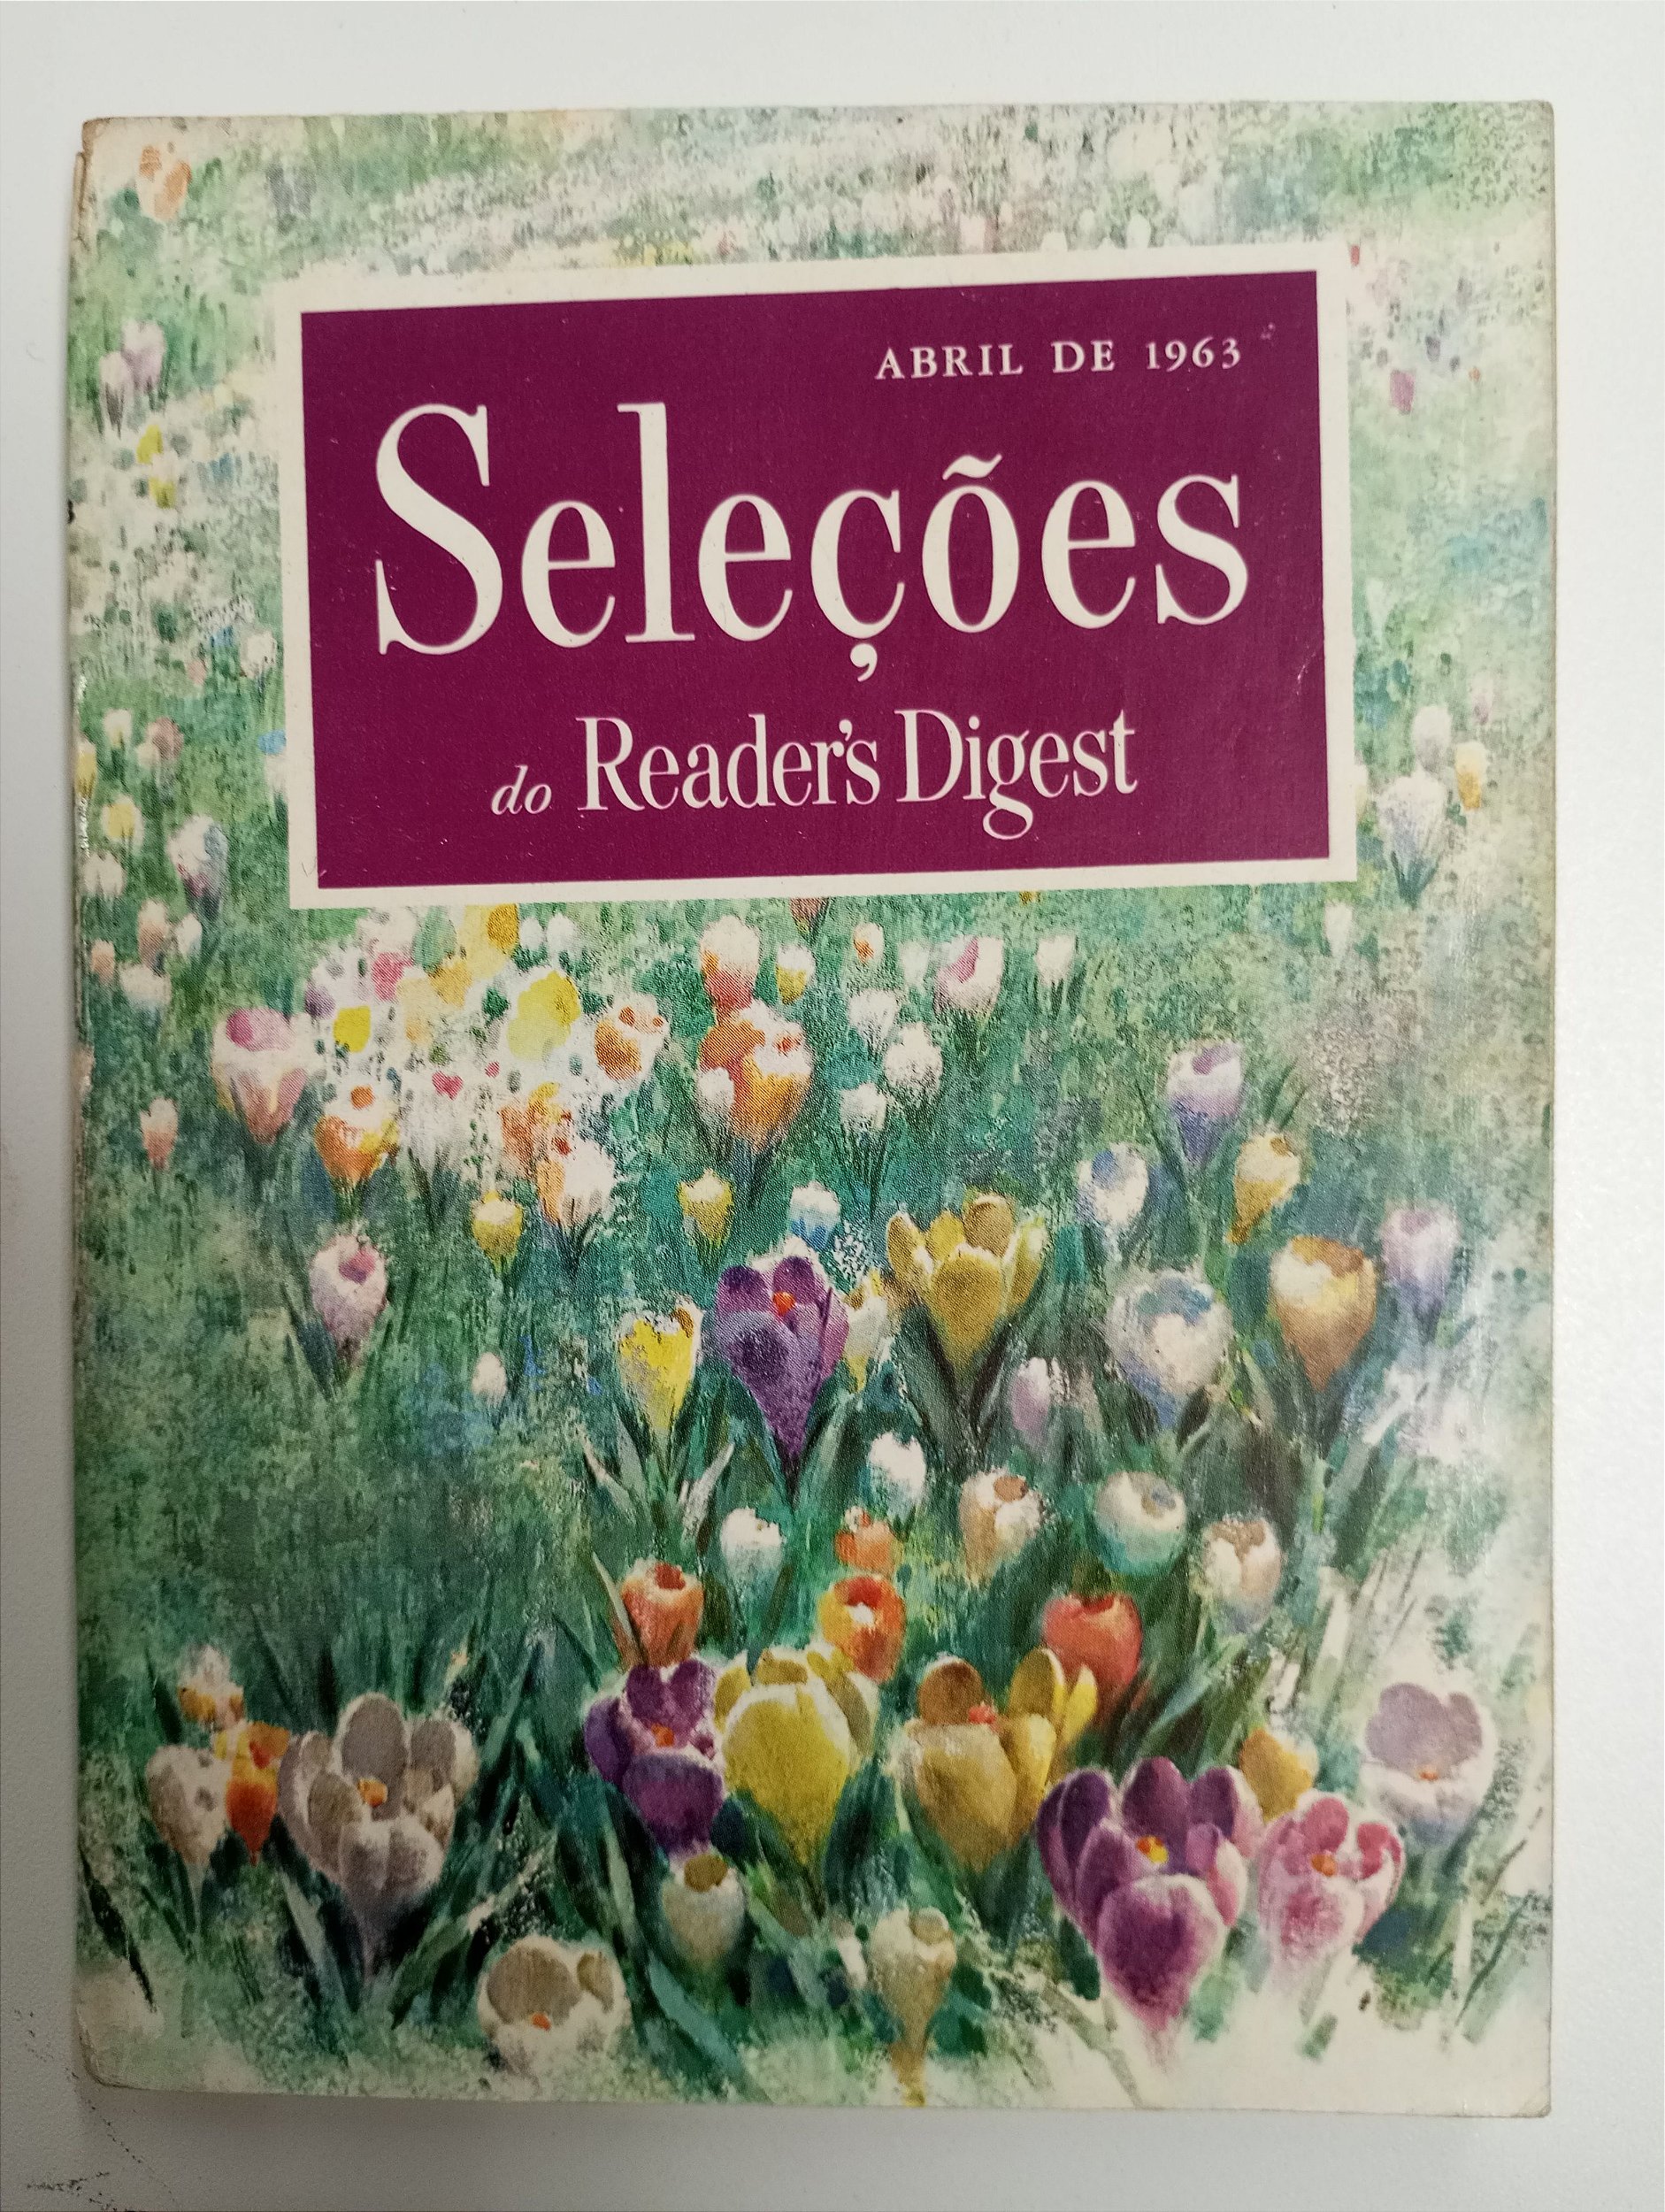 ABRIL DE 1963
Seleções
do Reader's Digest